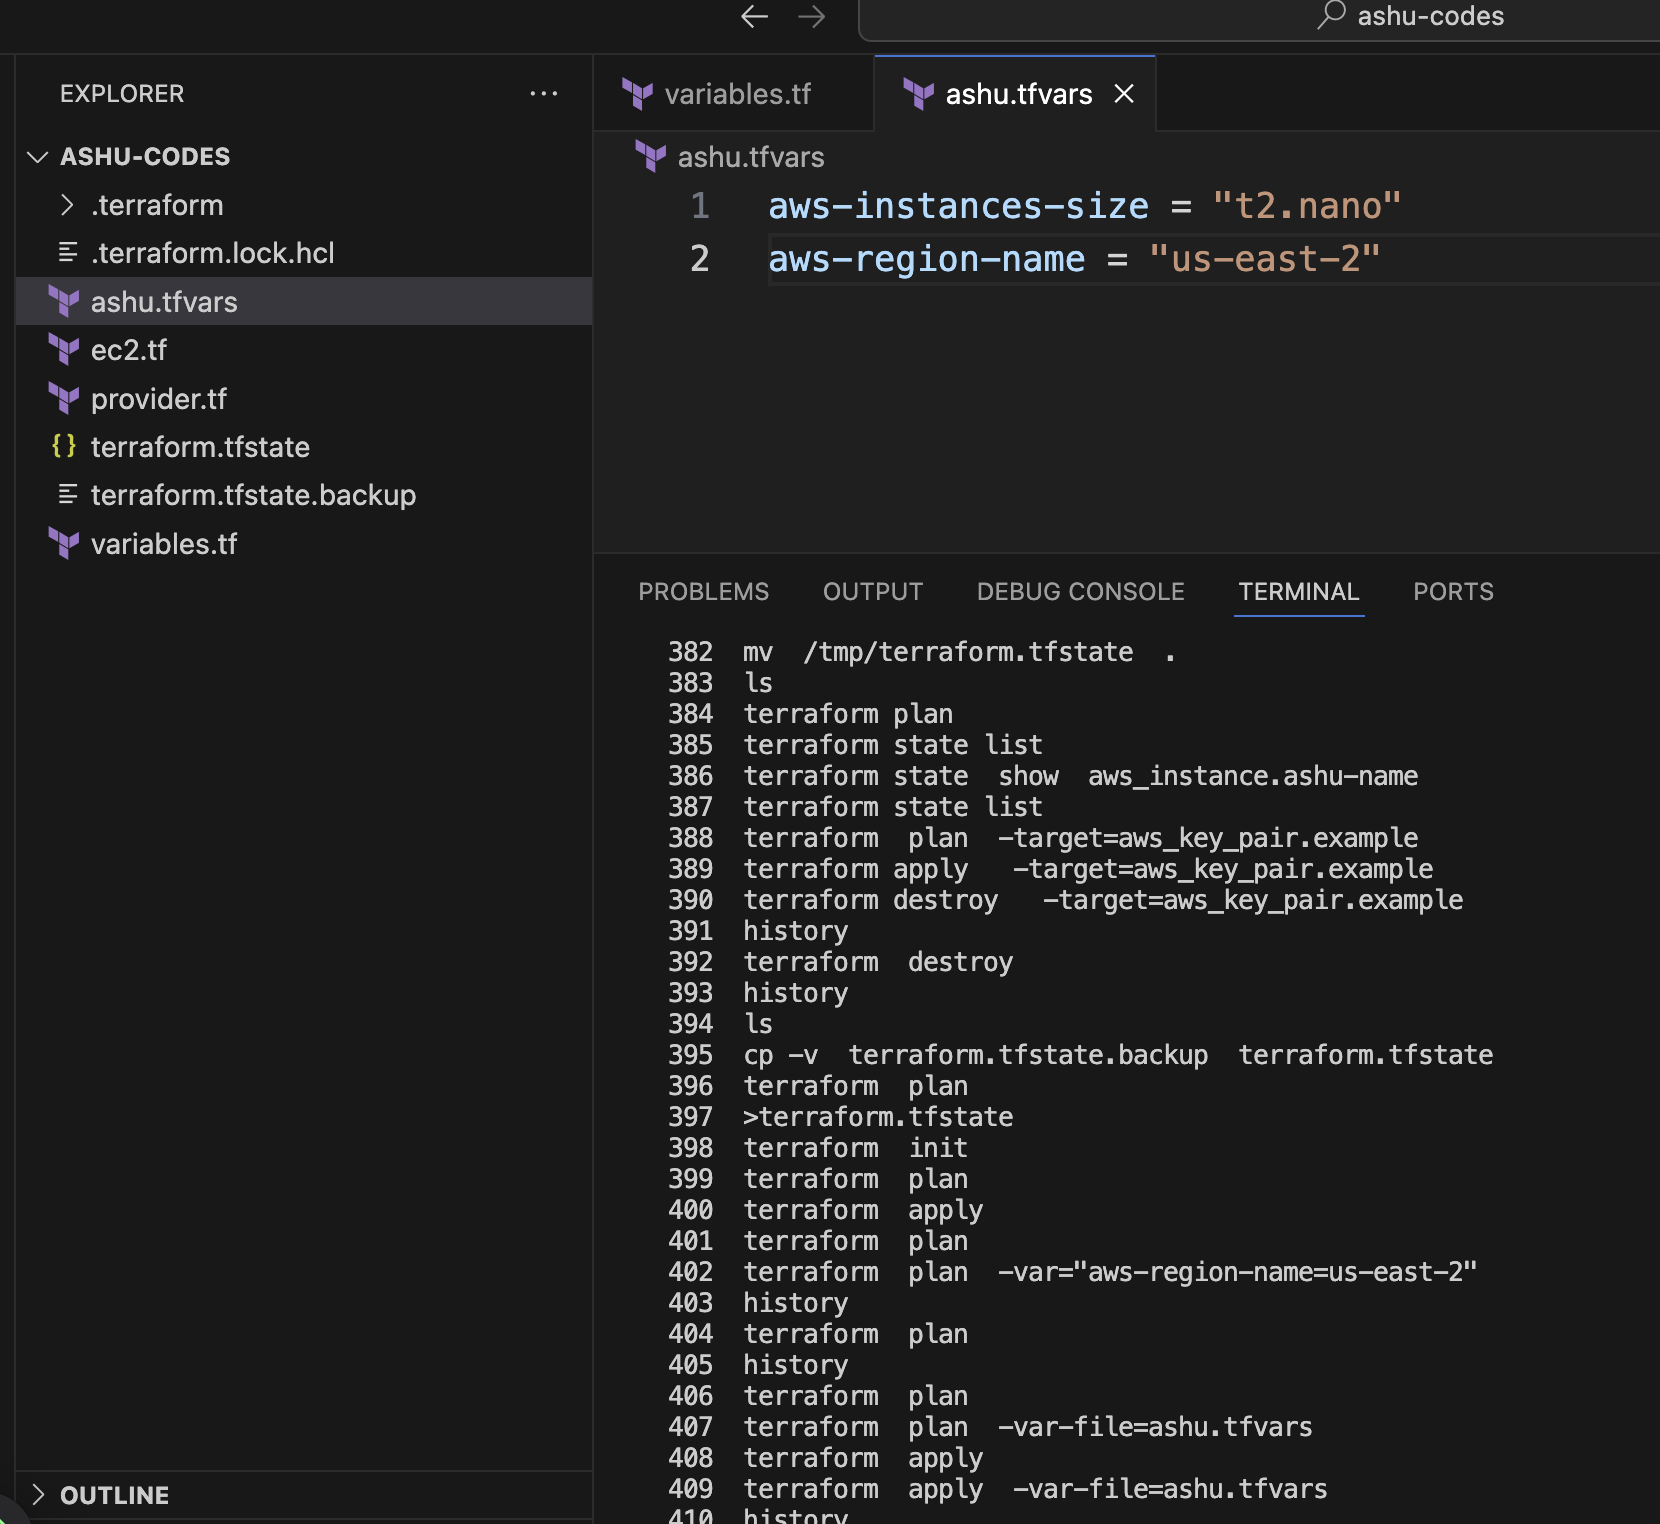 ashu-codes
EXPLORER
ASHU-CODES
.terraform
.terraform.lock.hcl
ashu.tfvars
ec2.tf
provider.tf
terraform.tfstate
terraform.tfstate.backup
variables.tf
OUTLINE
variables.tf
ashu.tfvars
ashu.tfvars
1 aws-instances-size = "t2.nano"
2 aws-region-name = "us-east-2"
PROBLEMS OUTPUT DEBUG CONSOLE TERMINAL PORTS
382 mv /tmp/terraform.tfstate .
383 ls
384 terraform plan
385 terraform state list
386 terraform state show aws_instance.ashu-name
387 terraform state list
388 terraform plan -target=aws_key_pair.example
389 terraform apply -target=aws_key_pair.example
390 terraform destroy -target=aws_key_pair.example
391 history
392 terraform destroy
393 history
394 ls
395 cp -v terraform.tfstate.backup terraform.tfstate
396 terraform plan
397 >terraform.tfstate
398 terraform init
399 terraform plan
400 terraform apply
401 terraform plan
402 terraform plan -var="aws-region-name=us-east-2"
403 history
404 terraform plan
405 history
406 terraform plan
407 terraform plan -var-file=ashu.tfvars
408 terraform apply
409 terraform apply -var-file=ashu.tfvars
410 history